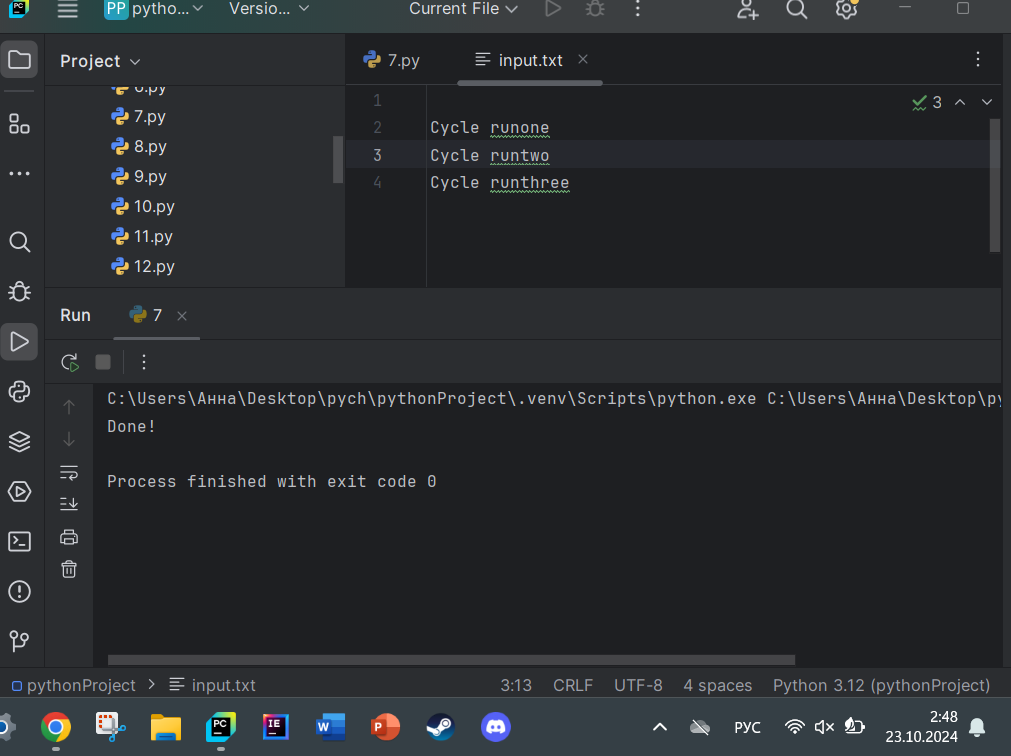 PC
PP pytho...
Versio...
Current File
Project
7.py
input.txt
6.py
7.py
8.py
9.py
10.py
11.py
12.py
3
1
2 Cycle runone
3 Cycle runtwo
4 Cycle runthree
Run
7
C:\Users\Анна\Desktop\pych\pythonProject\.venv\Scripts\python.exe C:\Users\Анна\Desktop\py
Done!
Process finished with exit code 0
pythonProject > input.txt
3:13 CRLF UTF-8 4 spaces Python 3.12 (pythonProject)
PC
IE
W
P
РУС
2:48
23.10.2024